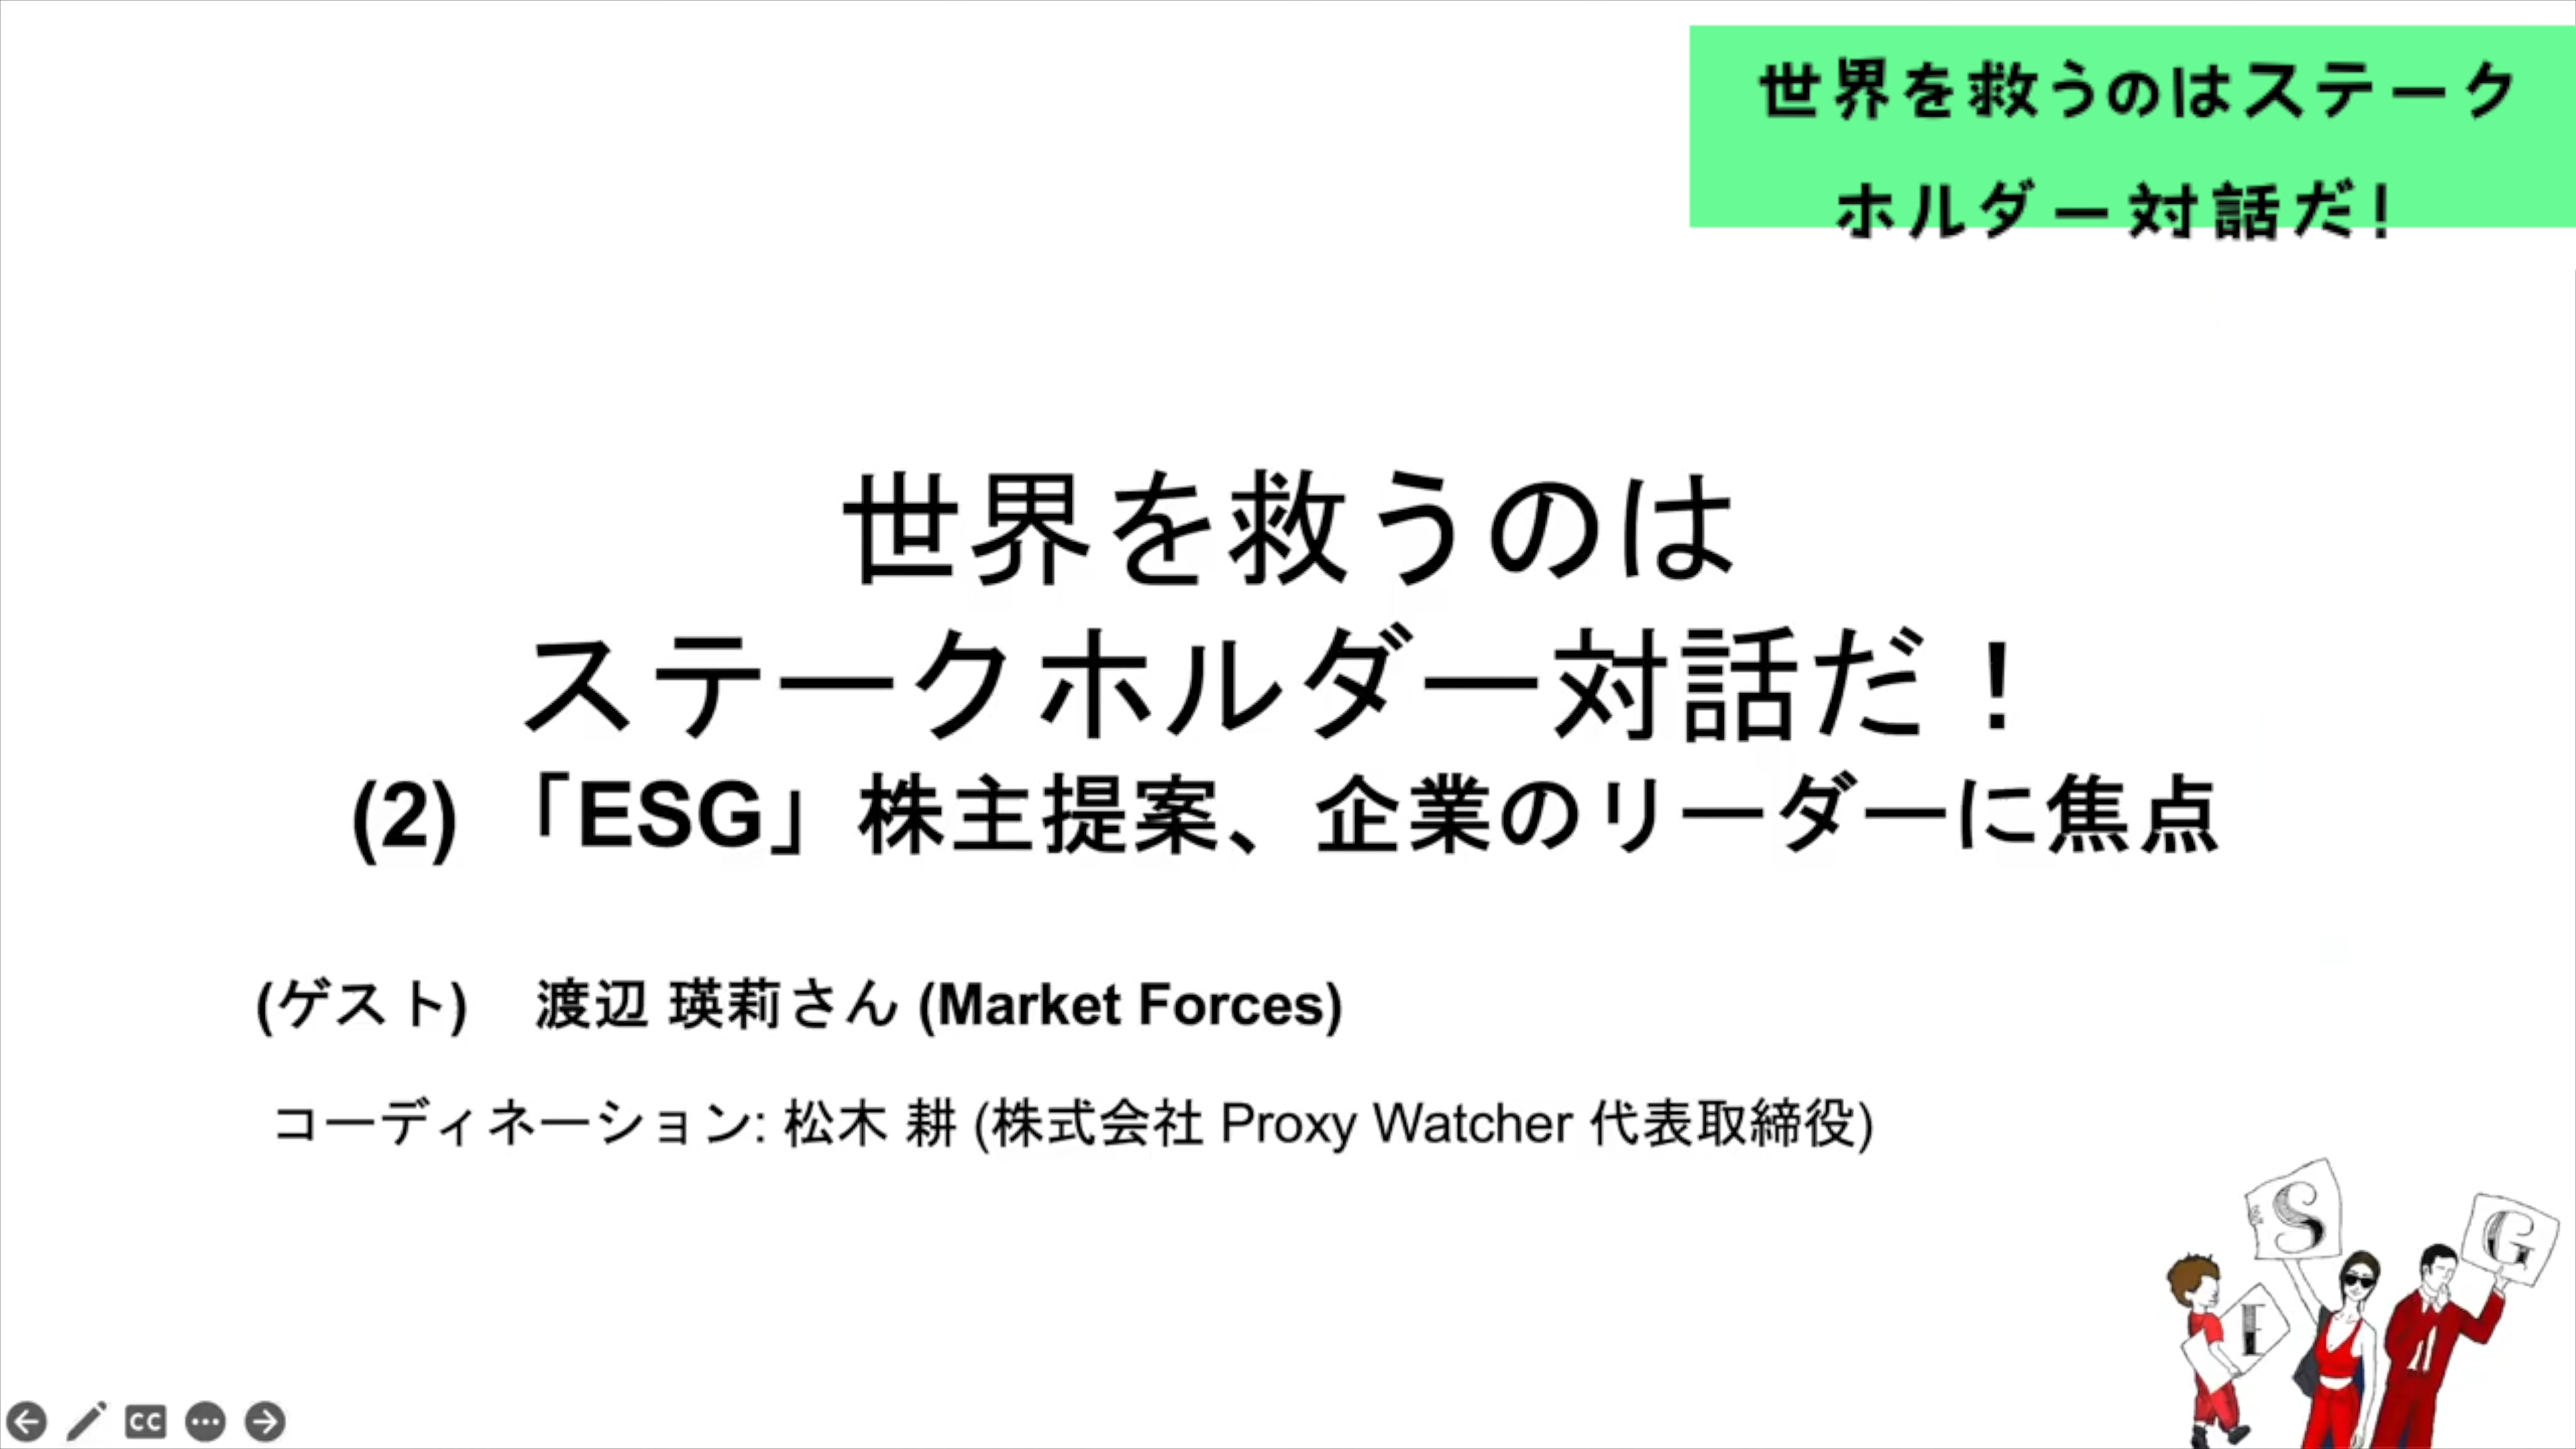 世界を救うのはステーク
ホルダー対話だ！
世界を救うのは
ステークホルダー対話だ！
(2) 「ESG」株主提案、企業のリーダーに焦点
(ゲスト)　渡辺 瑛莉さん (Market Forces)
コーディネーション: 松木 耕 (株式会社 Proxy Watcher 代表取締役)
S
G
E
CC